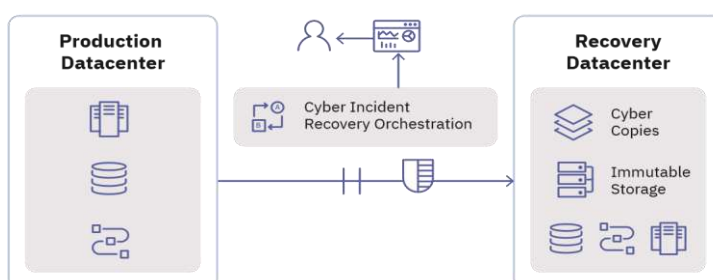 Production
Datacenter
A
B
Cyber Incident
Recovery Orchestration
Recovery
Datacenter
Cyber
Copies
Immutable
Storage